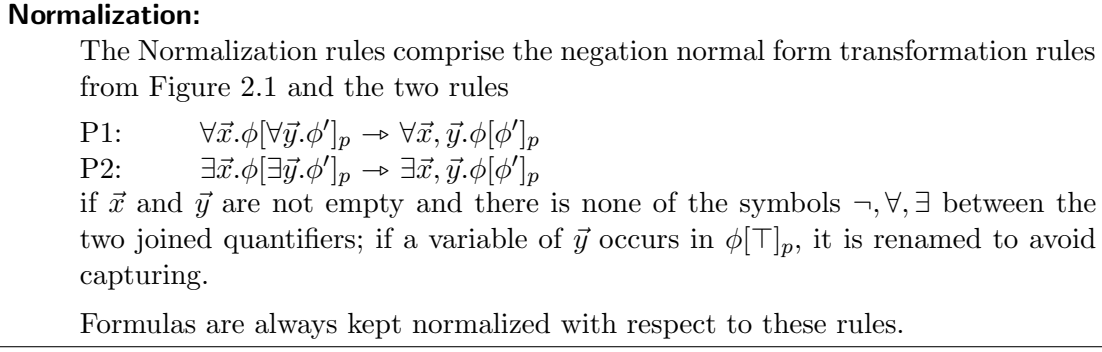 Normalization:
The Normalization rules comprise the negation normal form transformation rules
from Figure 2.1 and the two rules
P1: ∀x⃗.ϕ[∀y⃗.ϕ′]ₚ ⇾ ∀x⃗, y⃗.ϕ[ϕ′]ₚ
P2: ∃x⃗.ϕ[∃y⃗.ϕ′]ₚ ⇾ ∃x⃗, y⃗.ϕ[ϕ′]ₚ
if x⃗ and y⃗ are not empty and there is none of the symbols ¬, ∀, ∃ between the
two joined quantifiers; if a variable of y⃗ occurs in ϕ[⊤]ₚ, it is renamed to avoid
capturing.
Formulas are always kept normalized with respect to these rules.